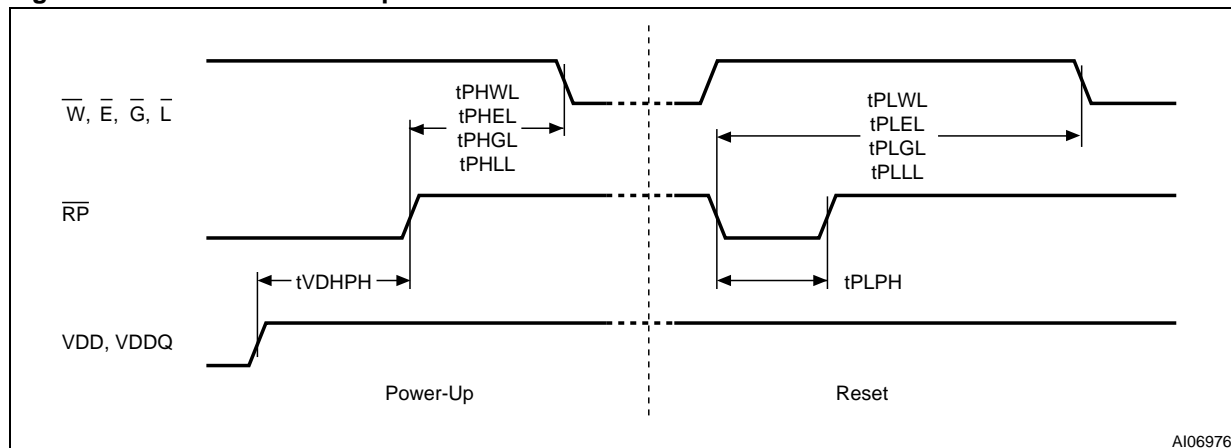 W, E, G, L
tPHWL
tPHEL
tPHGL
tPHLL
tPLWL
tPLEL
tPLGL
tPLLL
RP
tVDHPH
tPLPH
VDD, VDDQ
Power-Up
Reset
AI06976